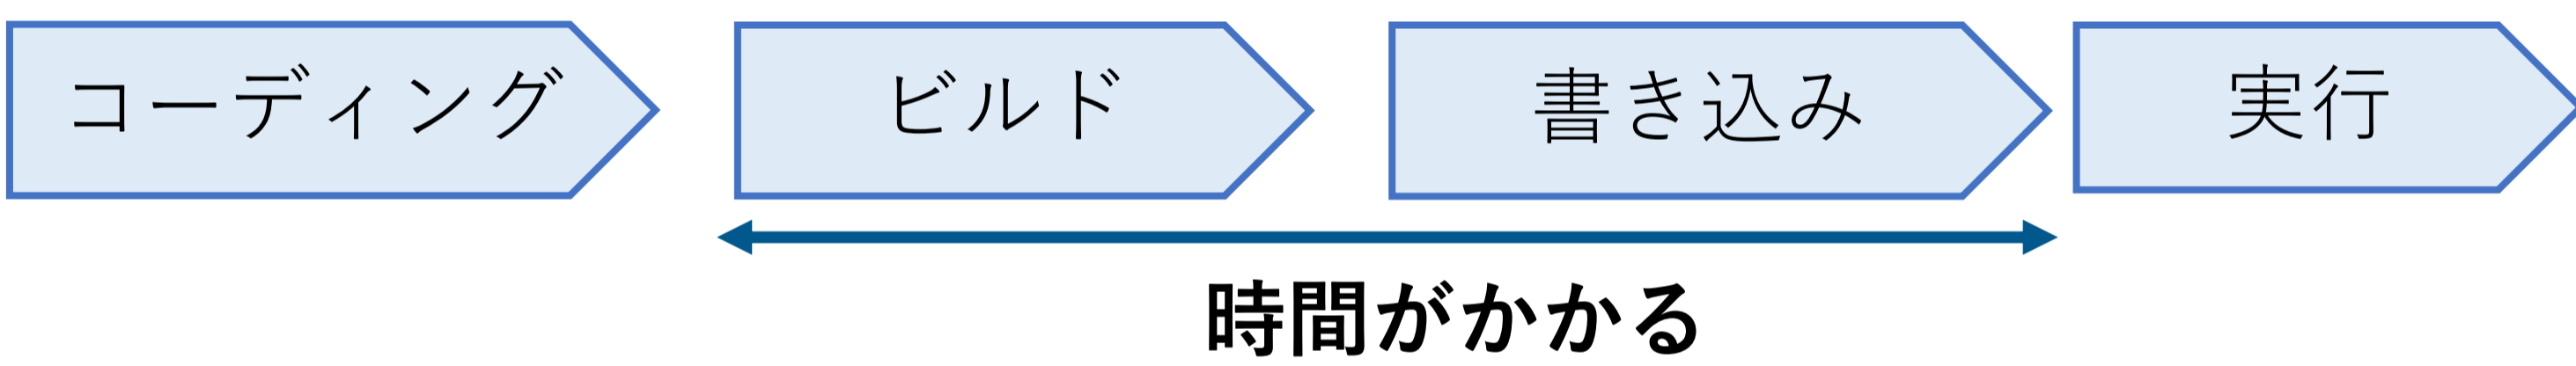 コーディング
ビルド
書き込み
実行
時間がかかる